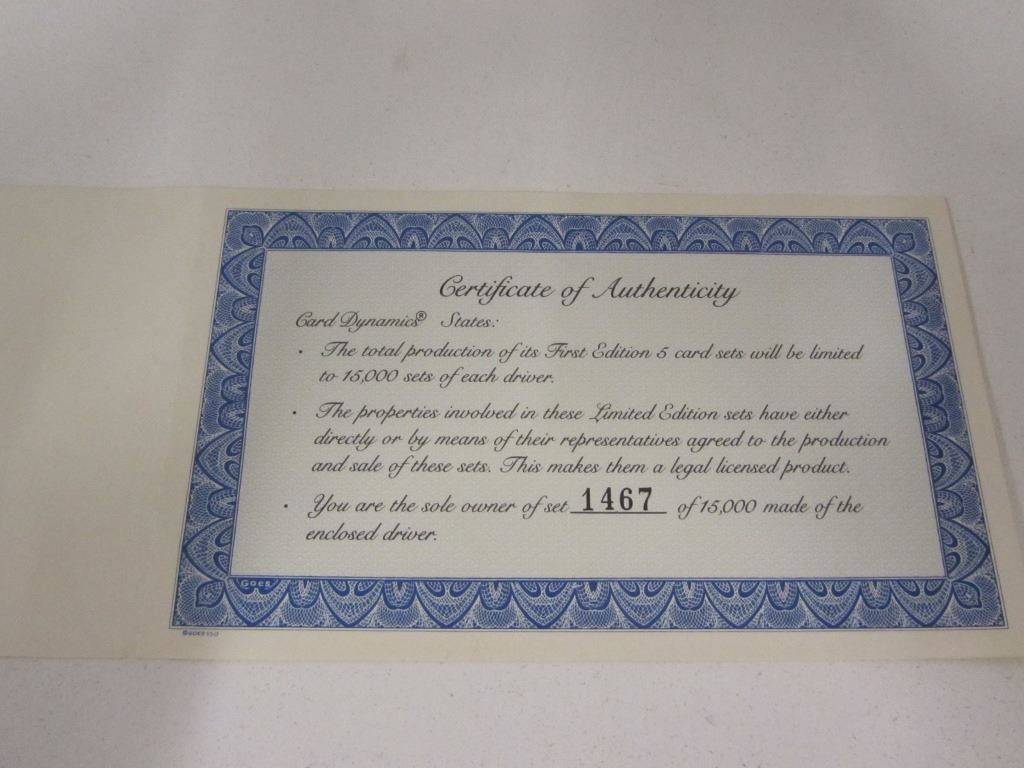 Certificate of Authenticity
Card Dynamics® States:
· The total production of its First Edition 5 card sets will be limited
to 15,000 sets of each driver.
· The properties involved in these Limited Edition sets have either
directly or by means of their representatives agreed to the production
and sale of these sets. This makes them a legal licensed product.
· You are the sole owner of set 1467 of 15,000 made of the
enclosed driver.
GOES